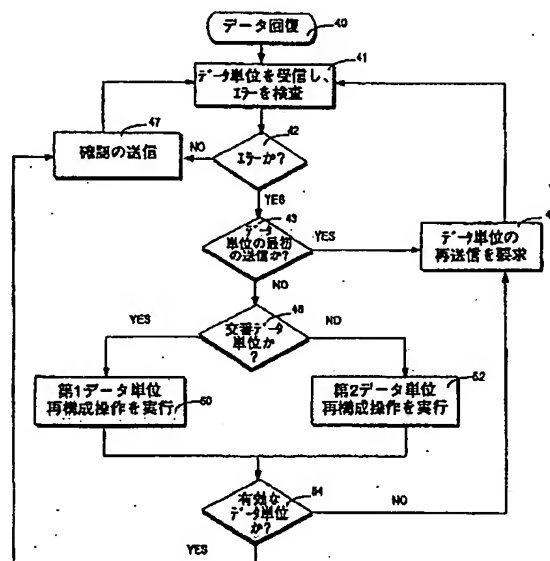 データ回復
40
41
データ単位を受信し、
エラーを検査
47
確認の送信
NO
42
エラーか?
YES
43
データ
単位の最初
の送信か?
YES
4
データ単位の
再送信を要求
NO
48
交番データ
単位か
?
YES
NO
第1データ単位
再構成操作を実行
50
52
第2データ単位
再構成操作を実行
54
有効な
データ単位
か?
NO
YES